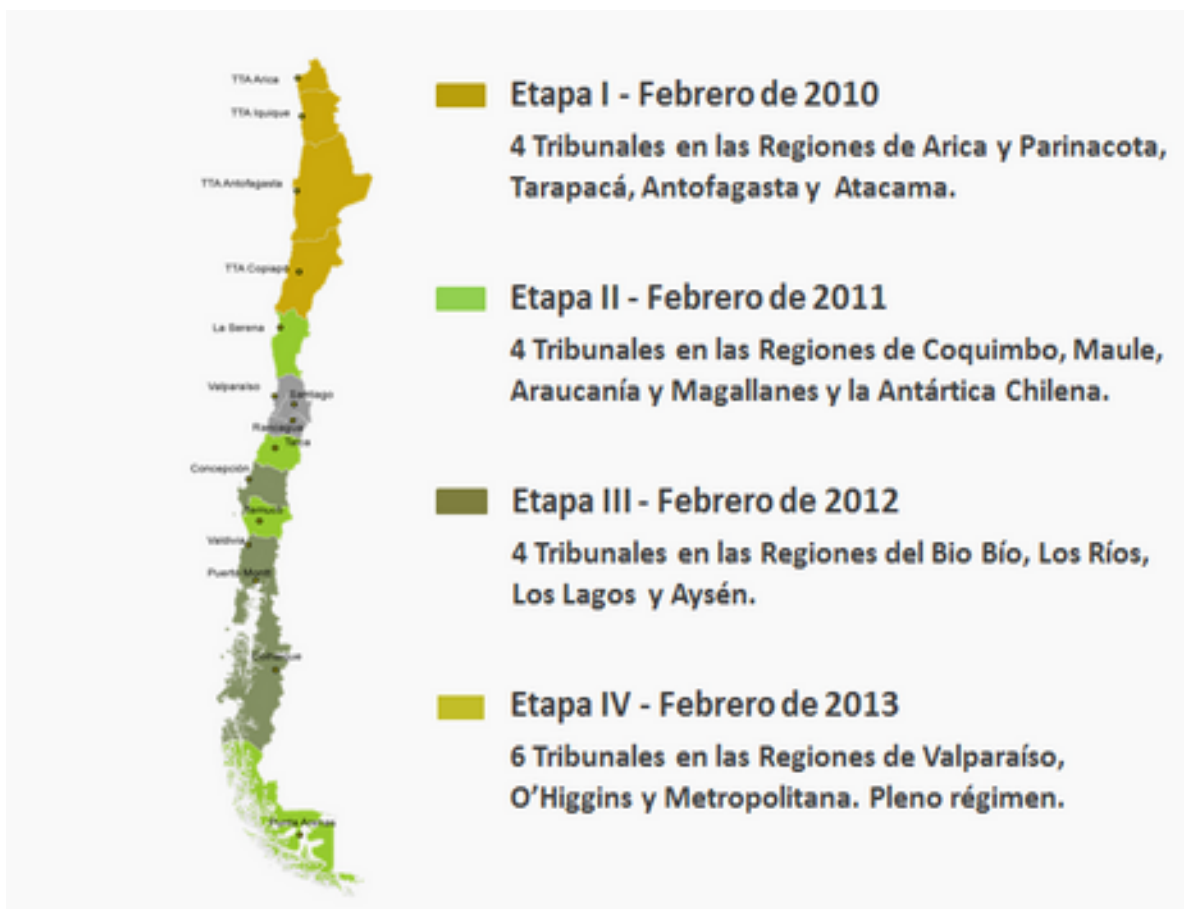 TTA Arica
TTA Iquique
TTA Antofagasta
TTA Copiapó
La Serena
Valparaíso
Santiago
Rancagua
Talca
Concepción
Temuco
Valdivia
Puerto Montt
Coihaique
Punta Arenas
Etapa I - Febrero de 2010
4 Tribunales en las Regiones de Arica y Parinacota,
Tarapacá, Antofagasta y Atacama.
Etapa II - Febrero de 2011
4 Tribunales en las Regiones de Coquimbo, Maule,
Araucanía y Magallanes y la Antártica Chilena.
Etapa III - Febrero de 2012
4 Tribunales en las Regiones del Bio Bío, Los Ríos,
Los Lagos y Aysén.
Etapa IV - Febrero de 2013
6 Tribunales en las Regiones de Valparaíso,
O’Higgins y Metropolitana. Pleno régimen.